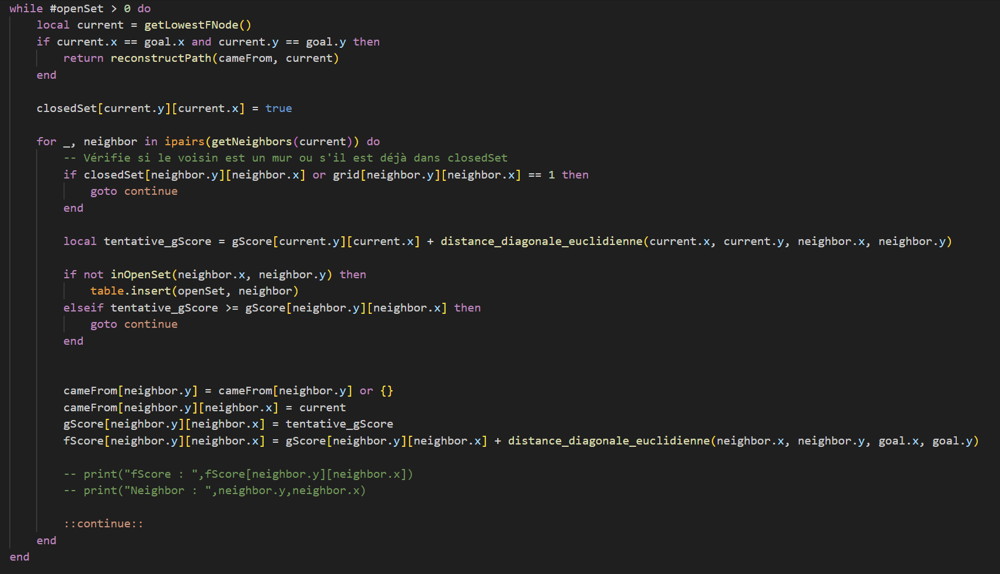 while #openSet > 0 do
    local current = getLowestFNode()
    if current.x == goal.x and current.y == goal.y then
        return reconstructPath(cameFrom, current)
    end

    closedSet[current.y][current.x] = true

    for _, neighbor in ipairs(getNeighbors(current)) do
        -- Vérifie si le voisin est un mur ou s'il est déjà dans closedSet
        if closedSet[neighbor.y][neighbor.x] or grid[neighbor.y][neighbor.x] == 1 then
            goto continue
        end

        local tentative_gScore = gScore[current.y][current.x] + distance_diagonale_euclidienne(current.x, current.y, neighbor.x, neighbor.y)

        if not inOpenSet(neighbor.x, neighbor.y) then
            table.insert(openSet, neighbor)
        elseif tentative_gScore >= gScore[neighbor.y][neighbor.x] then
            goto continue
        end


        cameFrom[neighbor.y] = cameFrom[neighbor.y] or {}
        cameFrom[neighbor.y][neighbor.x] = current
        gScore[neighbor.y][neighbor.x] = tentative_gScore
        fScore[neighbor.y][neighbor.x] = gScore[neighbor.y][neighbor.x] + distance_diagonale_euclidienne(neighbor.x, neighbor.y, goal.x, goal.y)

        -- print("fScore : ",fScore[neighbor.y][neighbor.x])
        -- print("Neighbor : ",neighbor.y,neighbor.x)

        ::continue::
    end
end